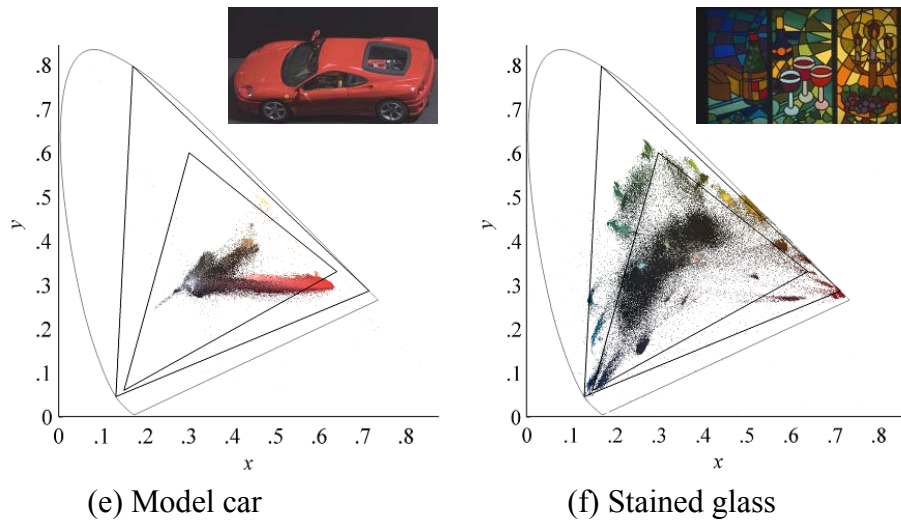 .8
.7
.6
.5
.4
.3
.2
.1
0
y
0 .1 .2 .3 .4 .5 .6 .7 .8
x
(e) Model car
.8
.7
.6
.5
.4
.3
.2
.1
0
y
0 .1 .2 .3 .4 .5 .6 .7 .8
x
(f) Stained glass